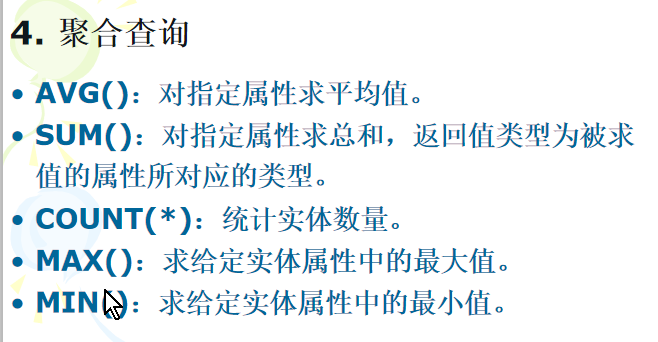 4. 聚合查询
• AVG()：对指定属性求平均值。
• SUM()：对指定属性求总和，返回值类型为被求
值的属性所对应的类型。
• COUNT(*)：统计实体数量。
• MAX()：求给定实体属性中的最大值。
• MIN()：求给定实体属性中的最小值。